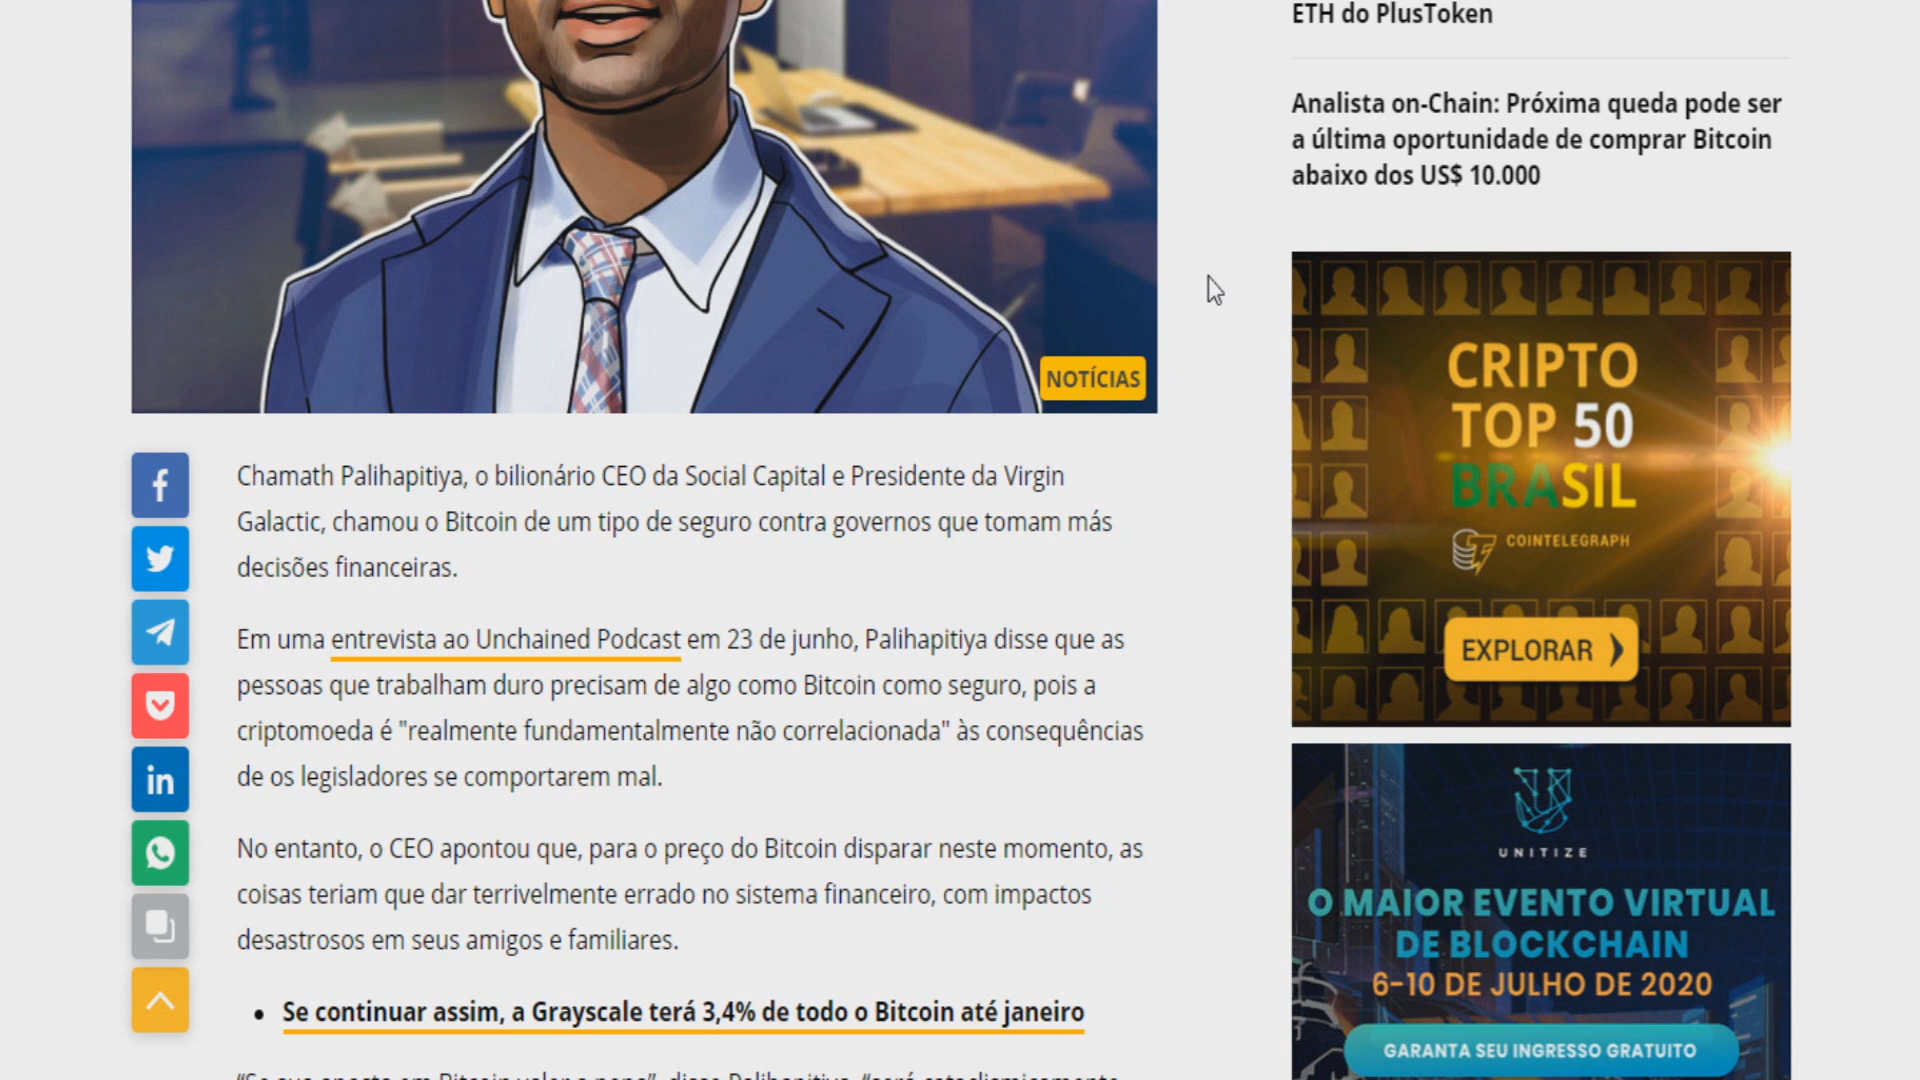 ETH do PlusToken
Analista on-Chain: Próxima queda pode ser
a última oportunidade de comprar Bitcoin
abaixo dos US$ 10.000
NOTÍCIAS
Chamath Palihapitiya, o bilionário CEO da Social Capital e Presidente da Virgin
Galactic, chamou o Bitcoin de um tipo de seguro contra governos que tomam más
decisões financeiras.
Em uma entrevista ao Unchained Podcast em 23 de junho, Palihapitiya disse que as
pessoas que trabalham duro precisam de algo como Bitcoin como seguro, pois a
criptomoeda é "realmente fundamentalmente não correlacionada" às consequências
de os legisladores se comportarem mal.
No entanto, o CEO apontou que, para o preço do Bitcoin disparar neste momento, as
coisas teriam que dar terrivelmente errado no sistema financeiro, com impactos
desastrosos em seus amigos e familiares.
• Se continuar assim, a Grayscale terá 3,4% de todo o Bitcoin até janeiro
CRIPTO
TOP 50
BRASIL
COINTELEGRAPH
EXPLORAR
UNITIZE
O MAIOR EVENTO VIRTUAL
DE BLOCKCHAIN
6-10 DE JULHO DE 2020
GARANTA SEU INGRESSO GRATUITO